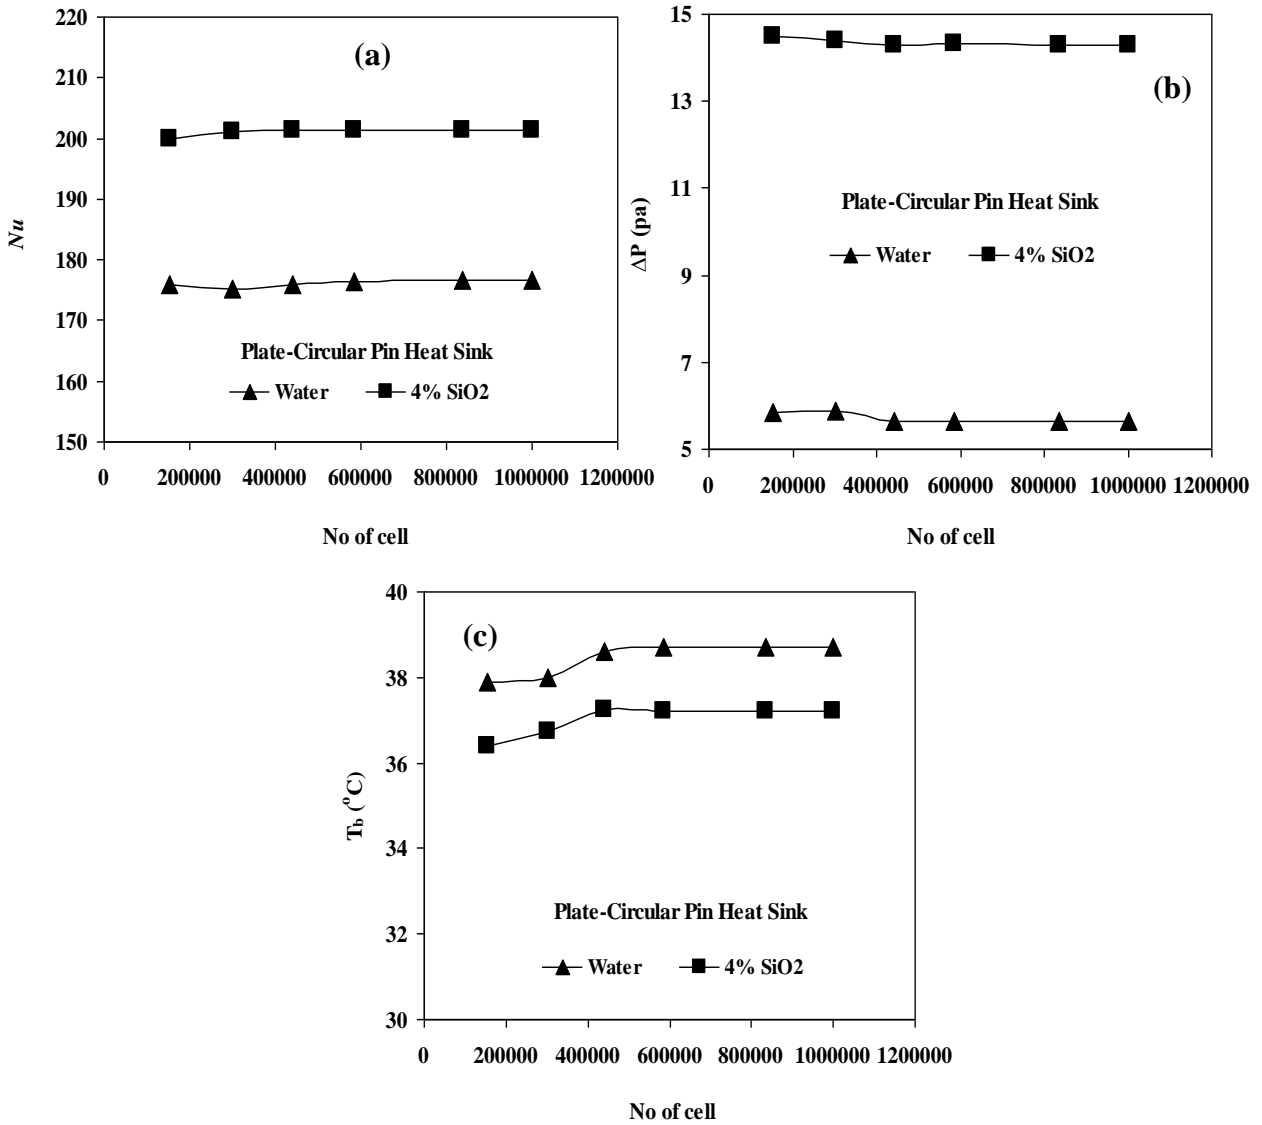 220
210
200
190
180
170
160
150
Nu
(a)
Plate-Circular Pin Heat Sink
Water 4% SiO2
0 200000 400000 600000 800000 1000000 1200000
No of cell
15
13
11
9
7
5
ΔP (pa)
(b)
Plate-Circular Pin Heat Sink
Water 4% SiO2
0 200000 400000 600000 800000 1000000 1200000
No of cell
40
38
36
34
32
30
Tb (oC)
(c)
Plate-Circular Pin Heat Sink
Water 4% SiO2
0 200000 400000 600000 800000 1000000 1200000
No of cell